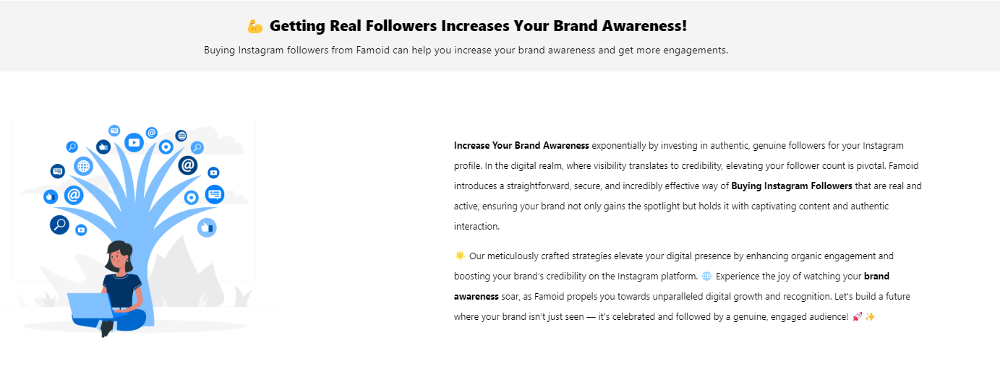 💪 Getting Real Followers Increases Your Brand Awareness!
Buying Instagram followers from Famoid can help you increase your brand awareness and get more engagements.
Increase Your Brand Awareness exponentially by investing in authentic, genuine followers for your Instagram
profile. In the digital realm, where visibility translates to credibility, elevating your follower count is pivotal. Famoid
introduces a straightforward, secure, and incredibly effective way of Buying Instagram Followers that are real and
active, ensuring your brand not only gains the spotlight but holds it with captivating content and authentic
interaction.
🌟 Our meticulously crafted strategies elevate your digital presence by enhancing organic engagement and
boosting your brand's credibility on the Instagram platform. 🌐 Experience the joy of watching your brand
awareness soar, as Famoid propels you towards unparalleled digital growth and recognition. Let's build a future
where your brand isn't just seen — it's celebrated and followed by a genuine, engaged audience! 🚀✨